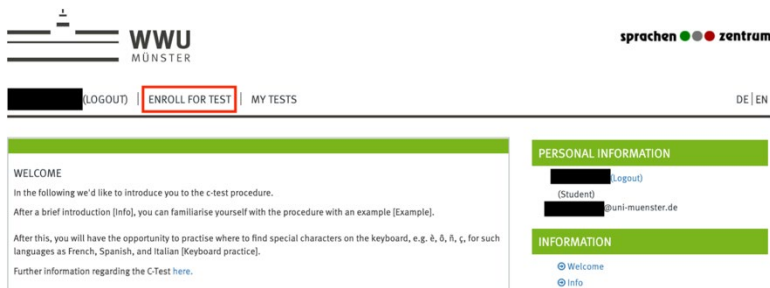 WWU
MÜNSTER
sprachen zentrum
(LOGOUT) | ENROLL FOR TEST | MY TESTS
DE | EN
WELCOME
In the following we'd like to introduce you to the c-test procedure.
After a brief introduction [Info], you can familiarise yourself with the procedure with an example [Example].
After this, you will have the opportunity to practise where to find special characters on the keyboard, e.g. è, ô, ñ, ç, for such
languages as French, Spanish, and Italian [Keyboard practice].
Further information regarding the C-Test here.
PERSONAL INFORMATION
(Logout)
(Student)
@uni-muenster.de
INFORMATION
Welcome
Info